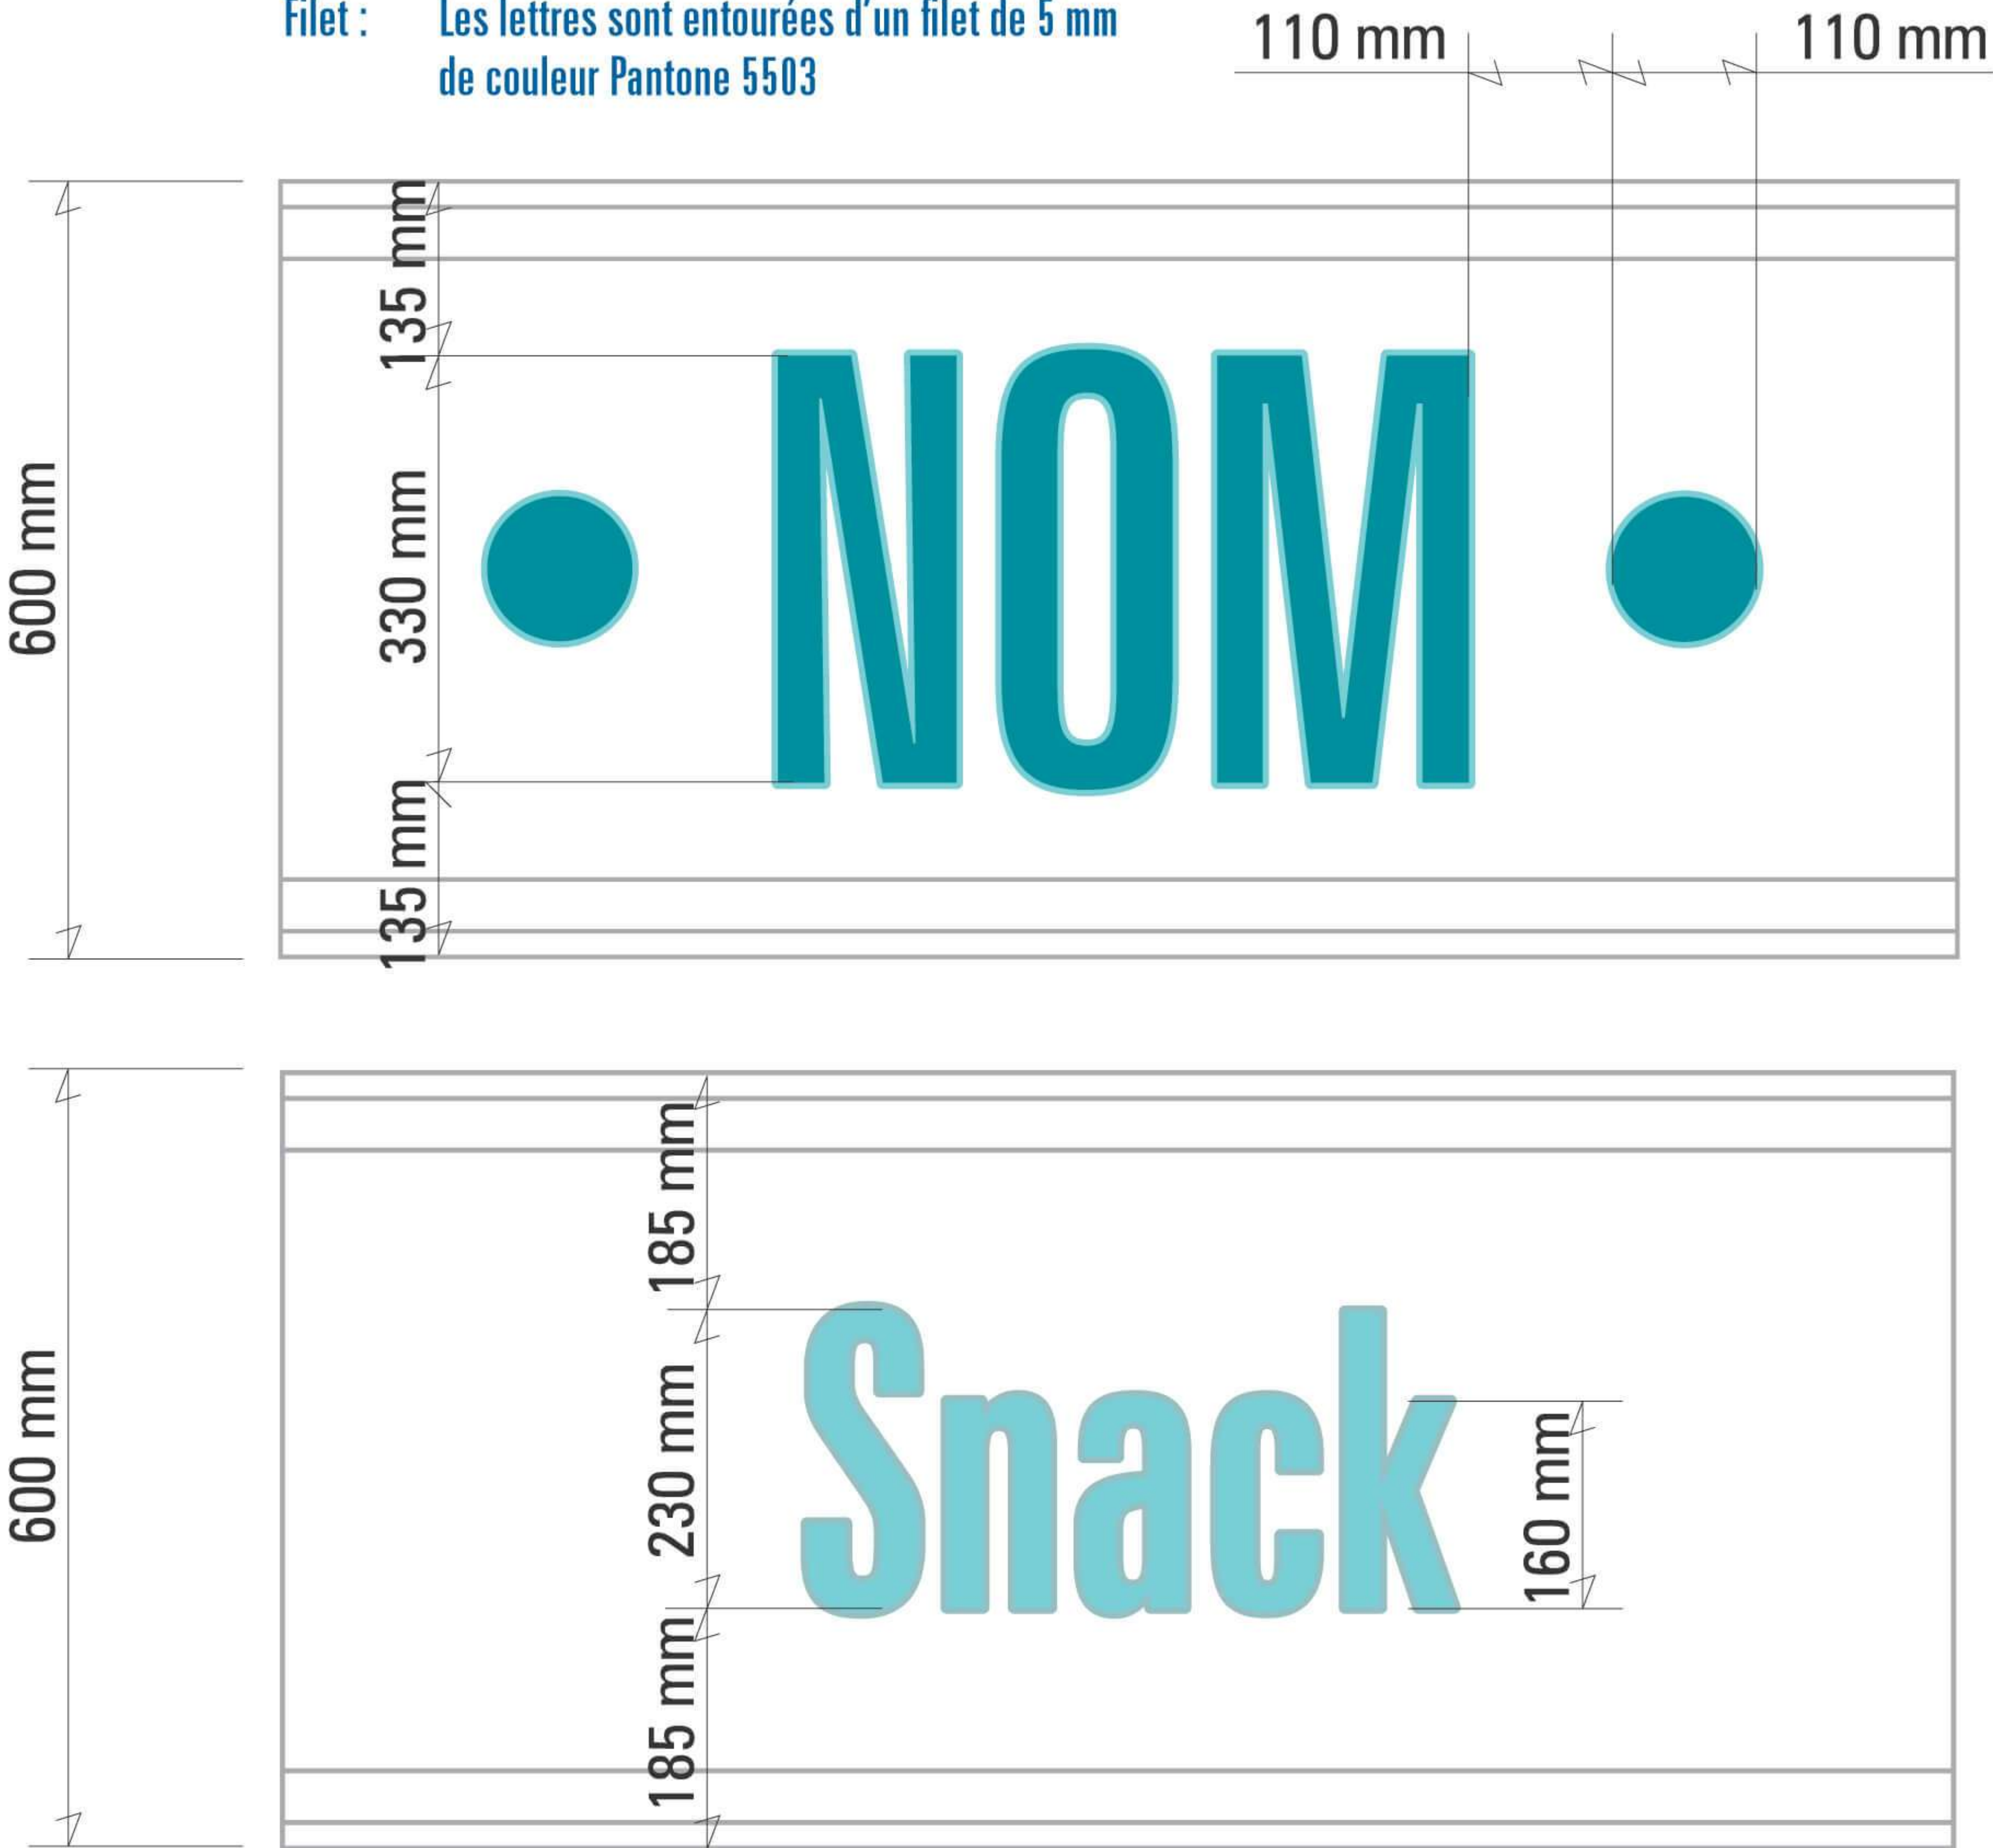 Filet : Les lettres sont entourées d'un filet de 5 mm
de couleur Pantone 5503
110 mm
110 mm
600 mm
135 mm
330 mm
135 mm
NOM
600 mm
185 mm
230 mm
185 mm
Snack
160 mm